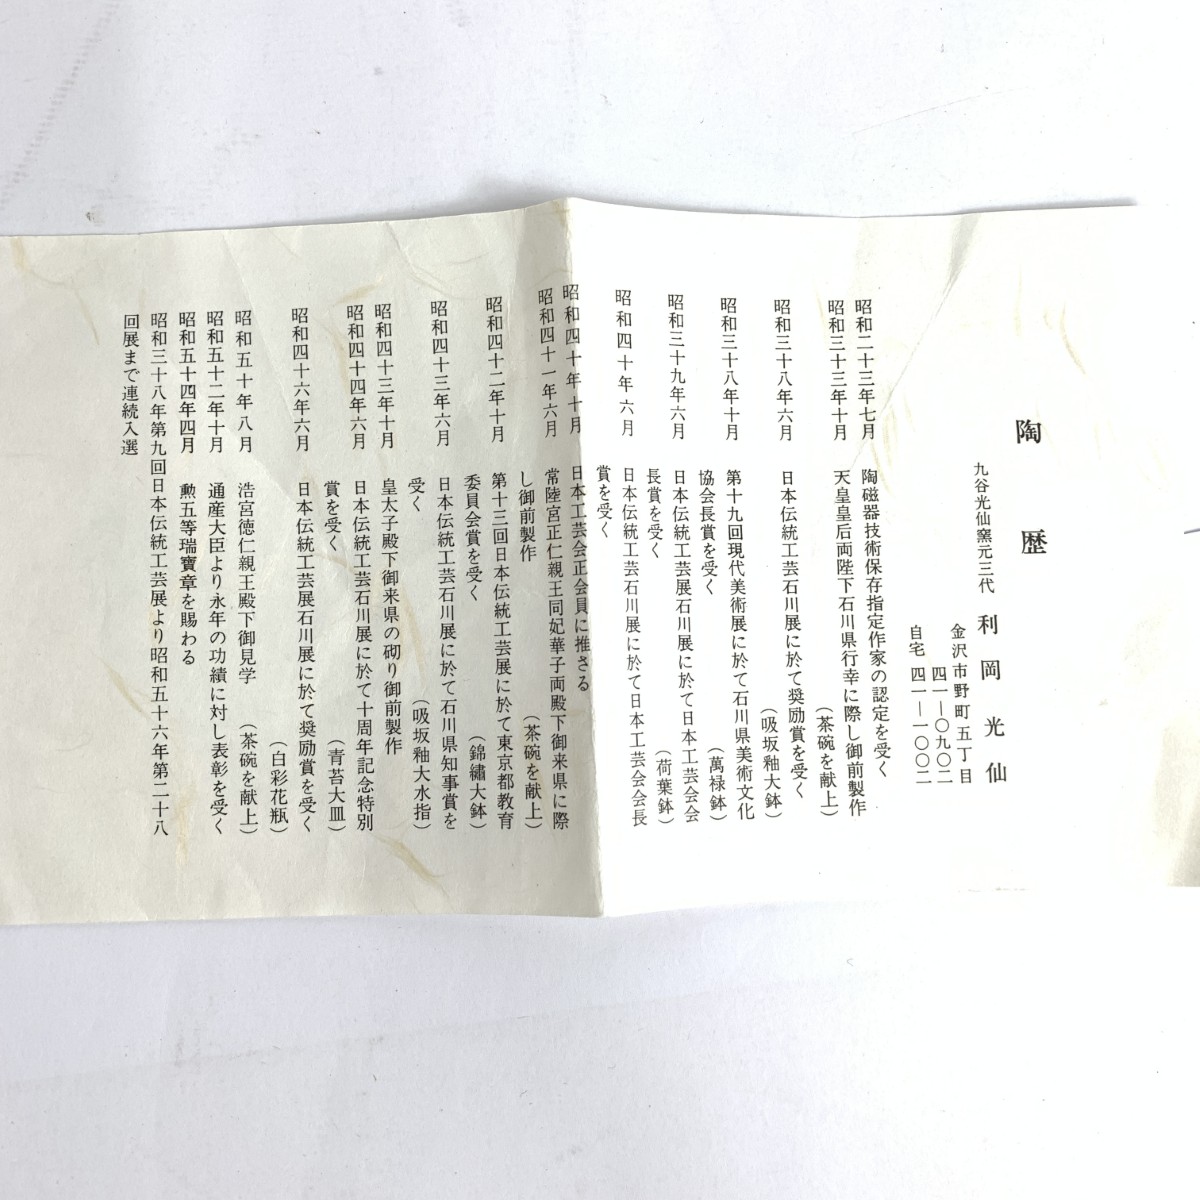 陶歴
九谷光仙窯元三代 利岡光仙
金沢市野町五丁目
四一―〇九〇二
自宅 四一―一〇〇二
昭和二十三年七月 陶磁器技術保存指定作家の認定を受く
昭和三十三年十月 天皇皇后両陛下石川県行幸に際し御前製作
(茶碗を献上)
昭和三十八年六月 日本伝統工芸石川展に於て奨励賞を受く
(吸坂釉大鉢)
昭和三十八年十月 第十九回現代美術展に於て石川県美術文化
協会長賞を受く (萬禄鉢)
昭和三十九年六月 日本伝統工芸展石川展に於て日本工芸会会
長賞を受く (荷葉鉢)
昭和四十年六月 日本伝統工芸石川展に於て日本工芸会会長
賞を受く
昭和四十年十月 日本工芸会正会員に推さる
昭和四十一年六月 常陸宮正仁親王同妃華子両殿下御来県に際
し御前製作 (茶碗を献上)
昭和四十二年十月 第十三回日本伝統工芸展に於て東京都教育
委員会賞を受く (錦繡大鉢)
昭和四十三年六月 日本伝統工芸石川展に於て石川県知事賞を
受く (吸坂釉大水指)
昭和四十三年十月 皇太子殿下御来県の砌り御前製作
昭和四十四年六月 日本伝統工芸石川展に於て十周年記念特別
賞を受く (青苔大皿)
昭和四十六年六月 日本伝統工芸展石川展に於て奨励賞を受く
(白彩花瓶)
昭和五十年八月 浩宮徳仁親王殿下御見学 (茶碗を献上)
昭和五十二年十月 通産大臣より永年の功績に対し表彰を受く
昭和五十四年四月 勲五等瑞寶章を賜わる
昭和三十八年第九回日本伝統工芸展より昭和五十六年第二十八
回展まで連続入選